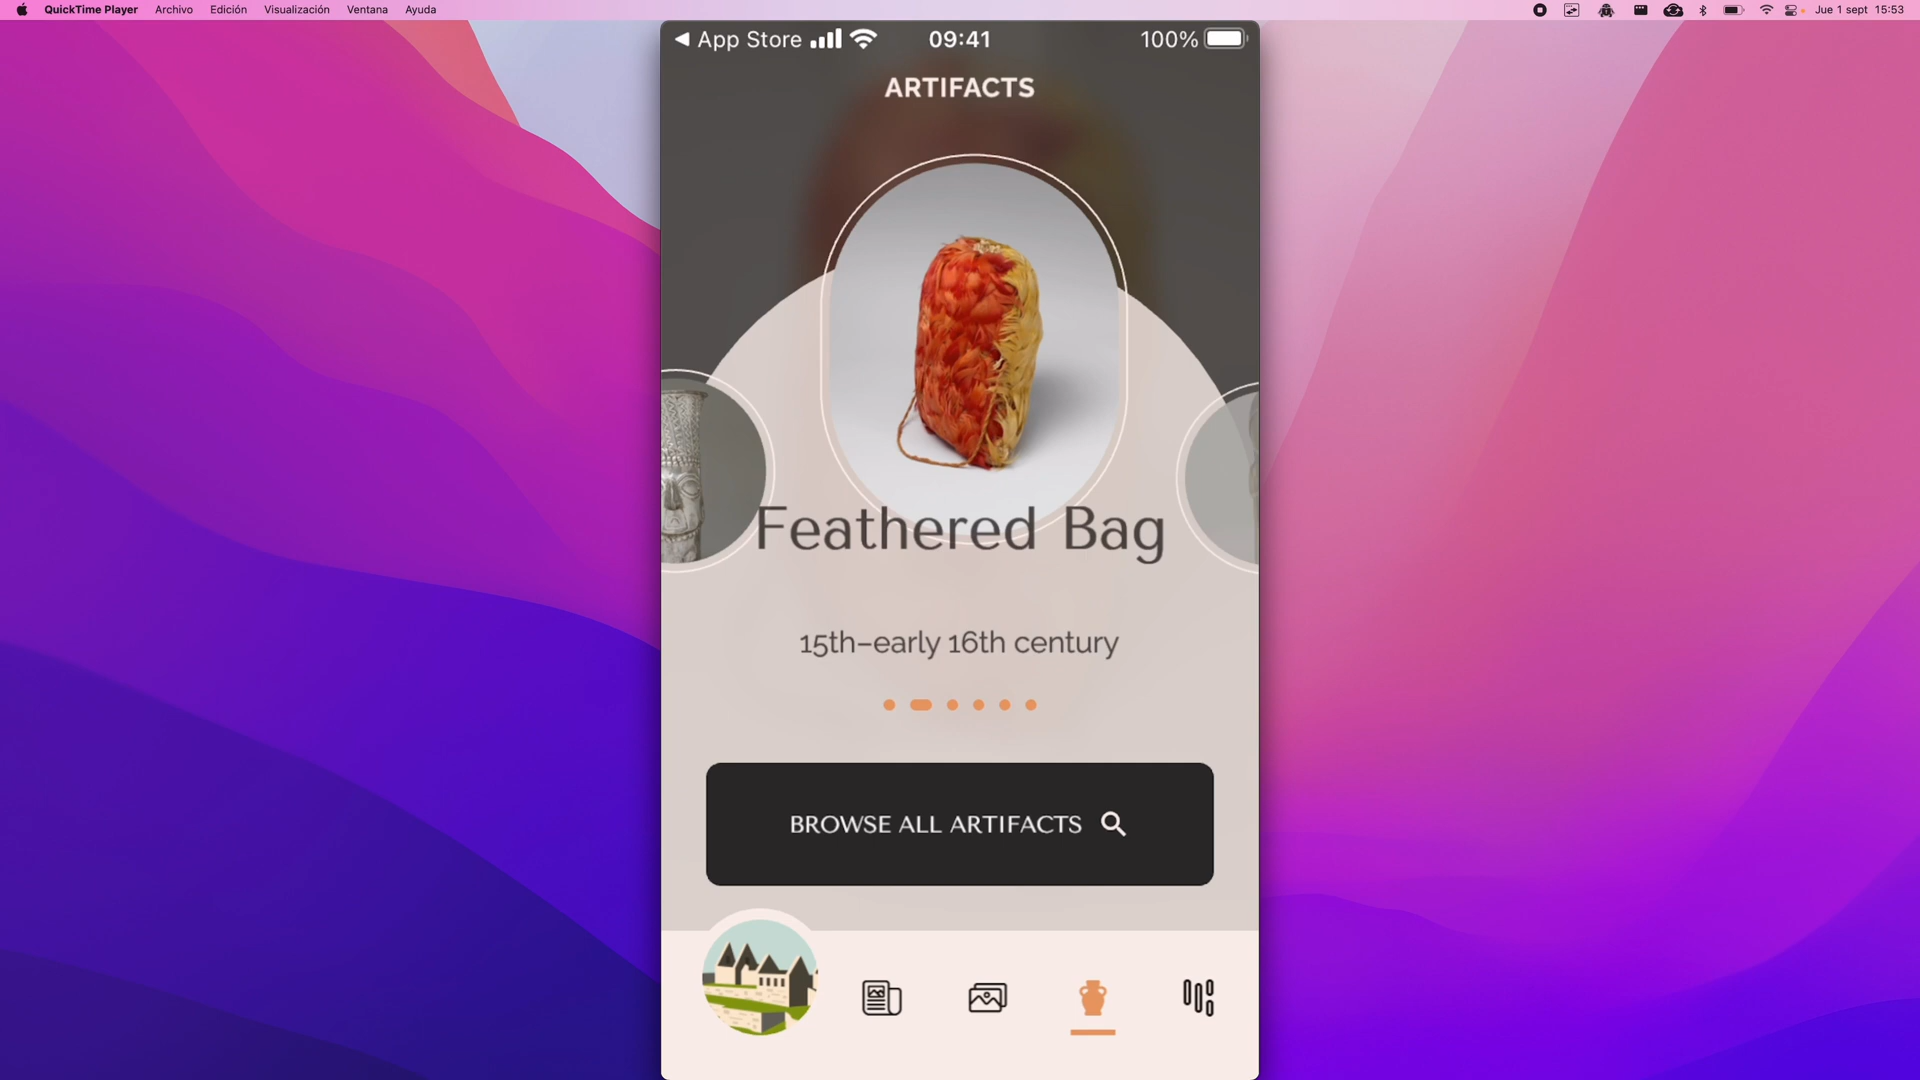 QuickTime Player Archivo Edición Visualización Ventana Ayuda Jue 1 sept 15:53
App Store 09:41 100%
ARTIFACTS
Feathered Bag
15th–early 16th century
BROWSE ALL ARTIFACTS